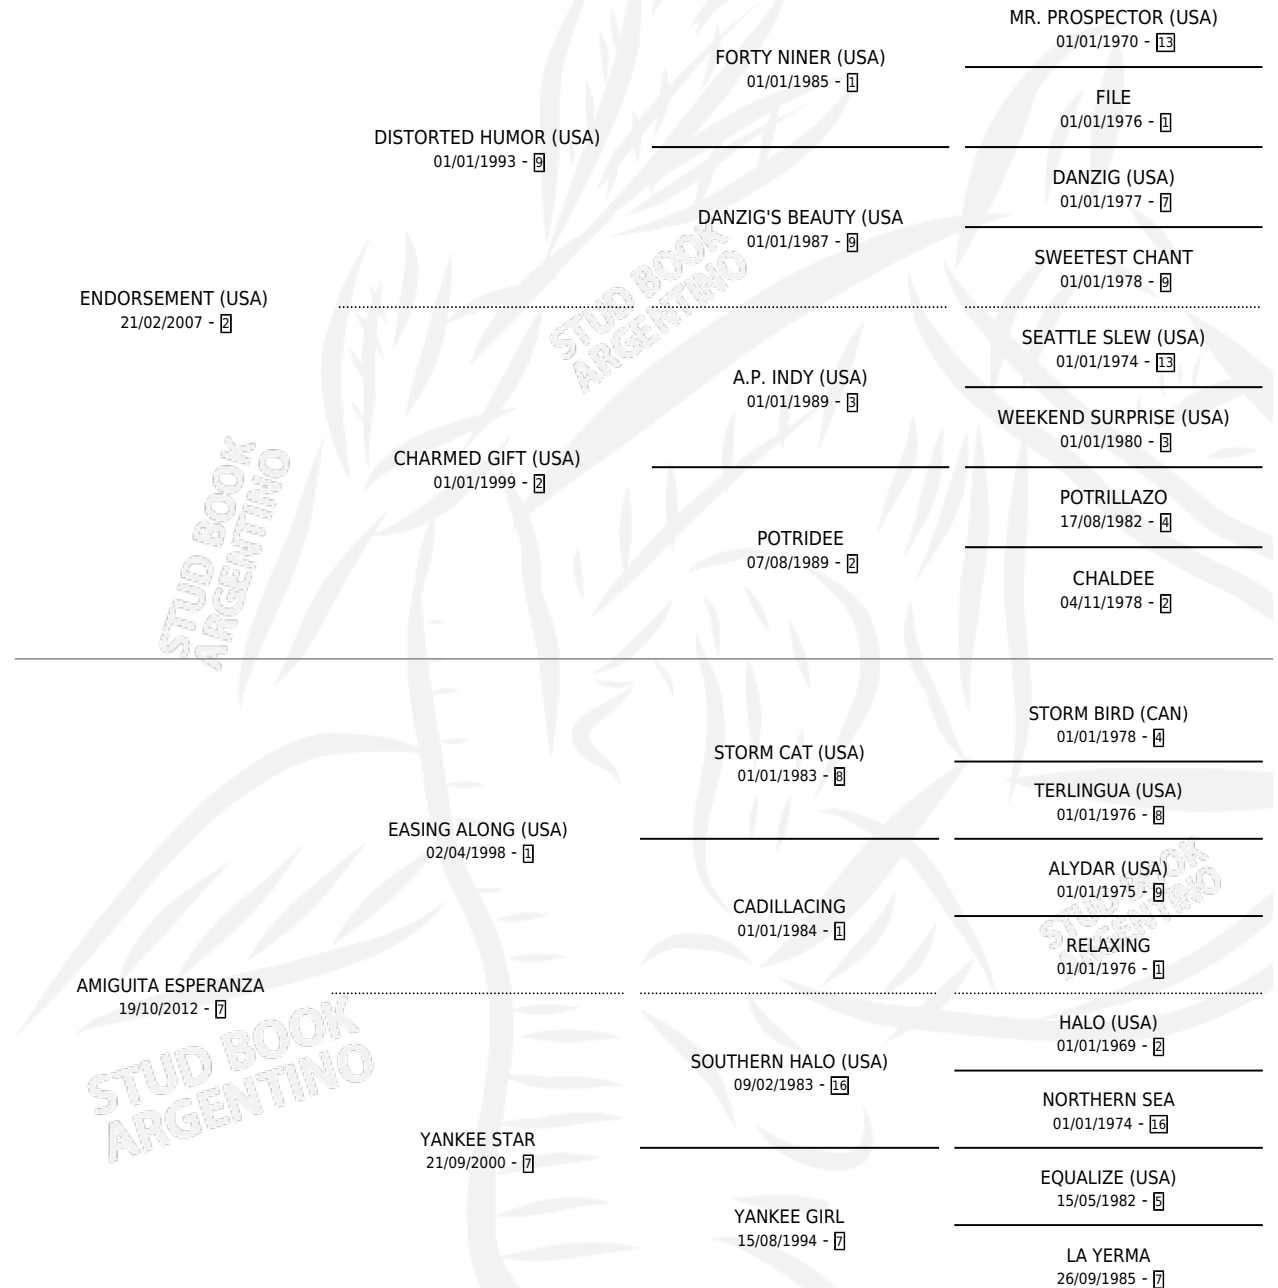 MR. PROSPECTOR (USA)
01/01/1970 - 13
FORTY NINER (USA)
01/01/1985 - 1
FILE
01/01/1976 - 1
DISTORTED HUMOR (USA)
01/01/1993 - 9
DANZIG (USA)
01/01/1977 - 7
DANZIG'S BEAUTY (USA
01/01/1987 - 9
SWEETEST CHANT
01/01/1978 - 9
ENDORSEMENT (USA)
21/02/2007 - 2
STUD BOOK
ARGENTINO
SEATTLE SLEW (USA)
01/01/1974 - 13
A.P. INDY (USA)
01/01/1989 - 3
WEEKEND SURPRISE (USA)
01/01/1980 - 3
CHARMED GIFT (USA)
01/01/1999 - 2
POTRILLAZO
17/08/1982 - 4
POTRIDEE
07/08/1989 - 2
CHALDEE
04/11/1978 - 2
STUD BOOK
ARGENTINO
STORM BIRD (CAN)
01/01/1978 - 4
STORM CAT (USA)
01/01/1983 - 8
TERLINGUA (USA)
01/01/1976 - 8
EASING ALONG (USA)
02/04/1998 - 1
ALYDAR (USA)
01/01/1975 - 9
CADILLACING
01/01/1984 - 1
RELAXING
01/01/1976 - 1
STUD BOOK
ARGENTINO
AMIGUITA ESPERANZA
19/10/2012 - 7
STUD BOOK
ARGENTINO
HALO (USA)
01/01/1969 - 2
SOUTHERN HALO (USA)
09/02/1983 - 16
NORTHERN SEA
01/01/1974 - 16
YANKEE STAR
21/09/2000 - 7
EQUALIZE (USA)
15/05/1982 - 5
YANKEE GIRL
15/08/1994 - 7
LA YERMA
26/09/1985 - 7